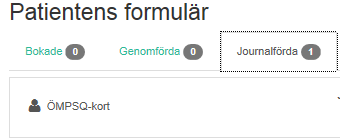 Patientens formulär
Bokade 0 Genomförda 0 Journalförda 1
ÖMPSQ-kort